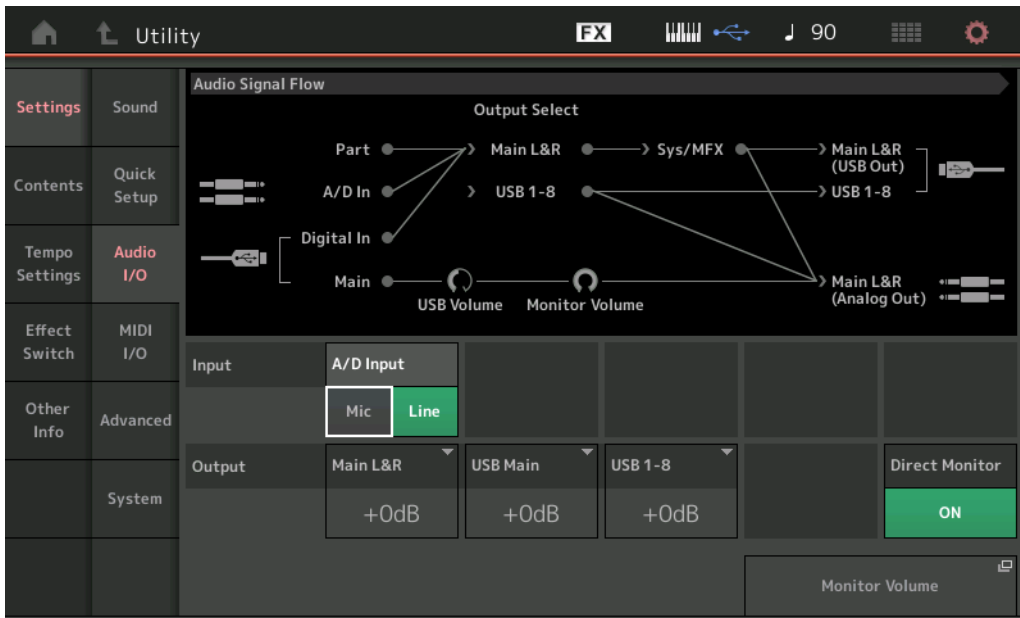 Utility
FX
90
Settings
Sound
Contents
Quick
Setup
Tempo
Settings
Audio
I/O
Effect
Switch
MIDI
I/O
Other
Info
Advanced
System
Audio Signal Flow
Output Select
Part
Main L&R
Sys/MFX
Main L&R
(USB Out)
A/D In
USB 1-8
USB 1-8
Digital In
Main
USB Volume
Monitor Volume
Main L&R
(Analog Out)
Input
A/D Input
Mic
Line
Output
Main L&R
USB Main
USB 1-8
Direct Monitor
+0dB
+0dB
+0dB
ON
Monitor Volume